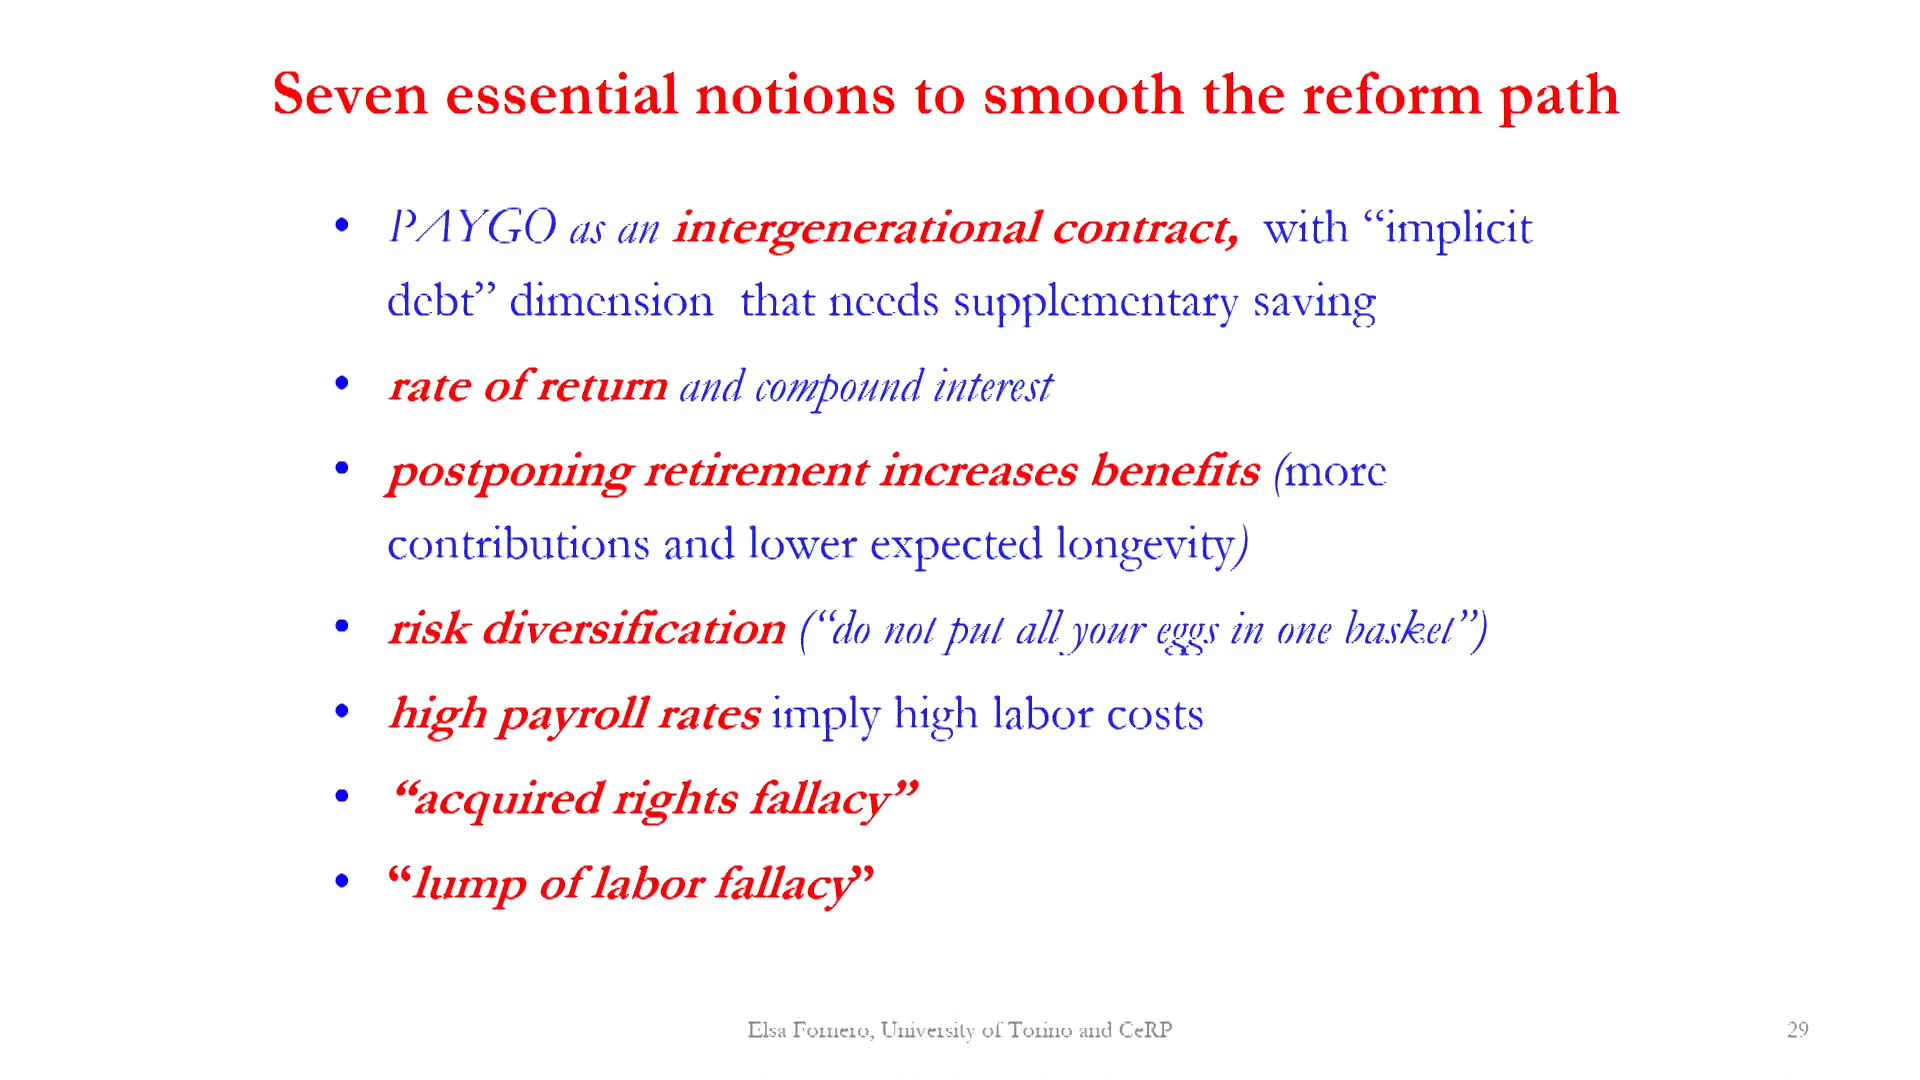 Seven essential notions to smooth the reform path
• PAYGO as an intergenerational contract, with “implicit
debt” dimension that needs supplementary saving
• rate of return and compound interest
• postponing retirement increases benefits (more
contributions and lower expected longevity)
• risk diversification (“do not put all your eggs in one basket”)
• high payroll rates imply high labor costs
• “acquired rights fallacy”
• “lump of labor fallacy”
Elsa Fornero, University of Torino and CeRP
29